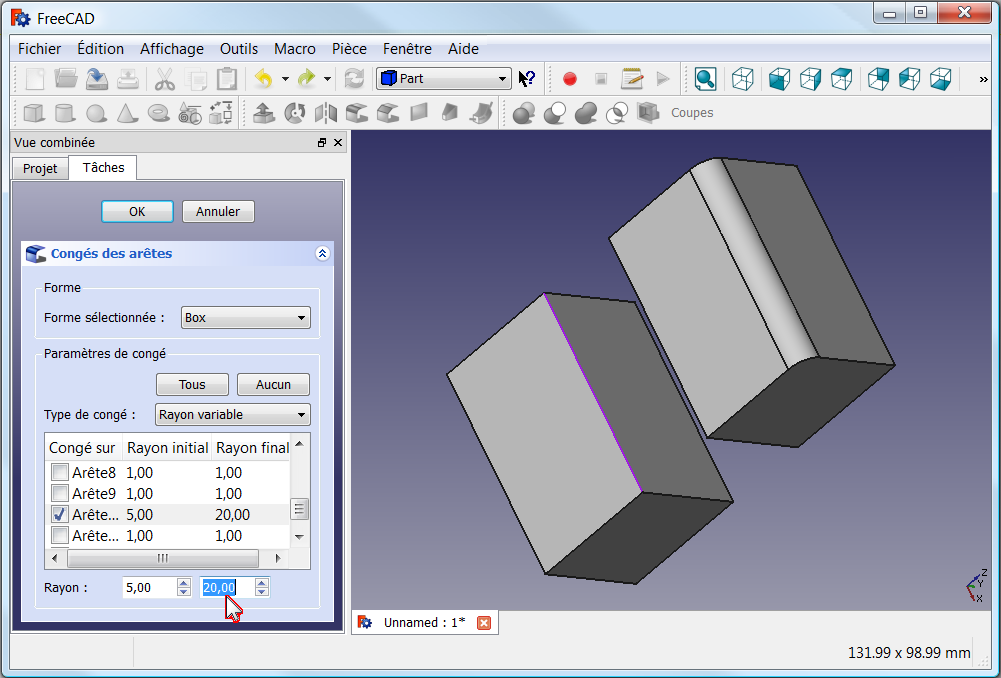 FreeCAD
Fichier Édition Affichage Outils Macro Pièce Fenêtre Aide
Part
»
Coupes
Vue combinée
Projet Tâches
OK Annuler
Congés des arêtes
Forme
Forme sélectionnée : Box
Paramètres de congé
Tous Aucun
Type de congé : Rayon variable
Congé sur Rayon initial Rayon final
Arête8 1,00 1,00
Arête9 1,00 1,00
Arête... 5,00 20,00
Arête... 1,00 1,00
Rayon : 5,00 20,00
Z
Y
X
Unnamed : 1*
131.99 x 98.99 mm